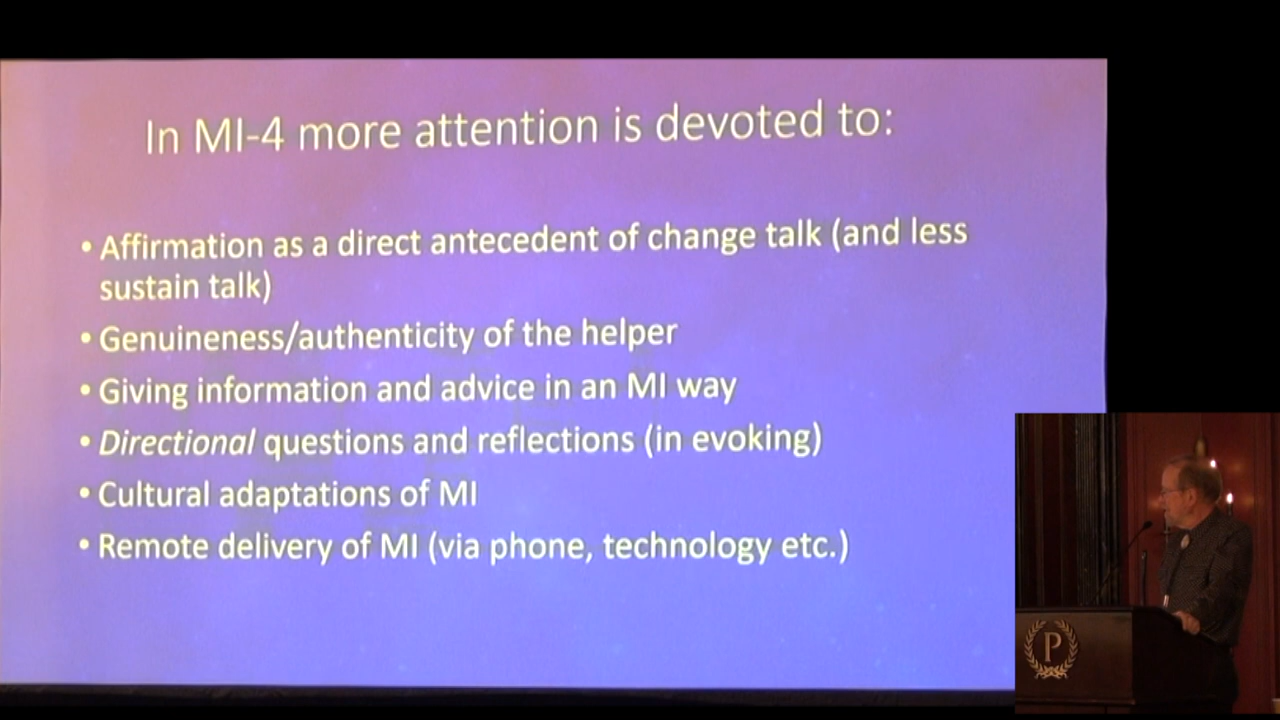 In MI-4 more attention is devoted to:
• Affirmation as a direct antecedent of change talk (and less
sustain talk)
• Genuineness/authenticity of the helper
• Giving information and advice in an MI way
• Directional questions and reflections (in evoking)
• Cultural adaptations of MI
• Remote delivery of MI (via phone, technology etc.)
P